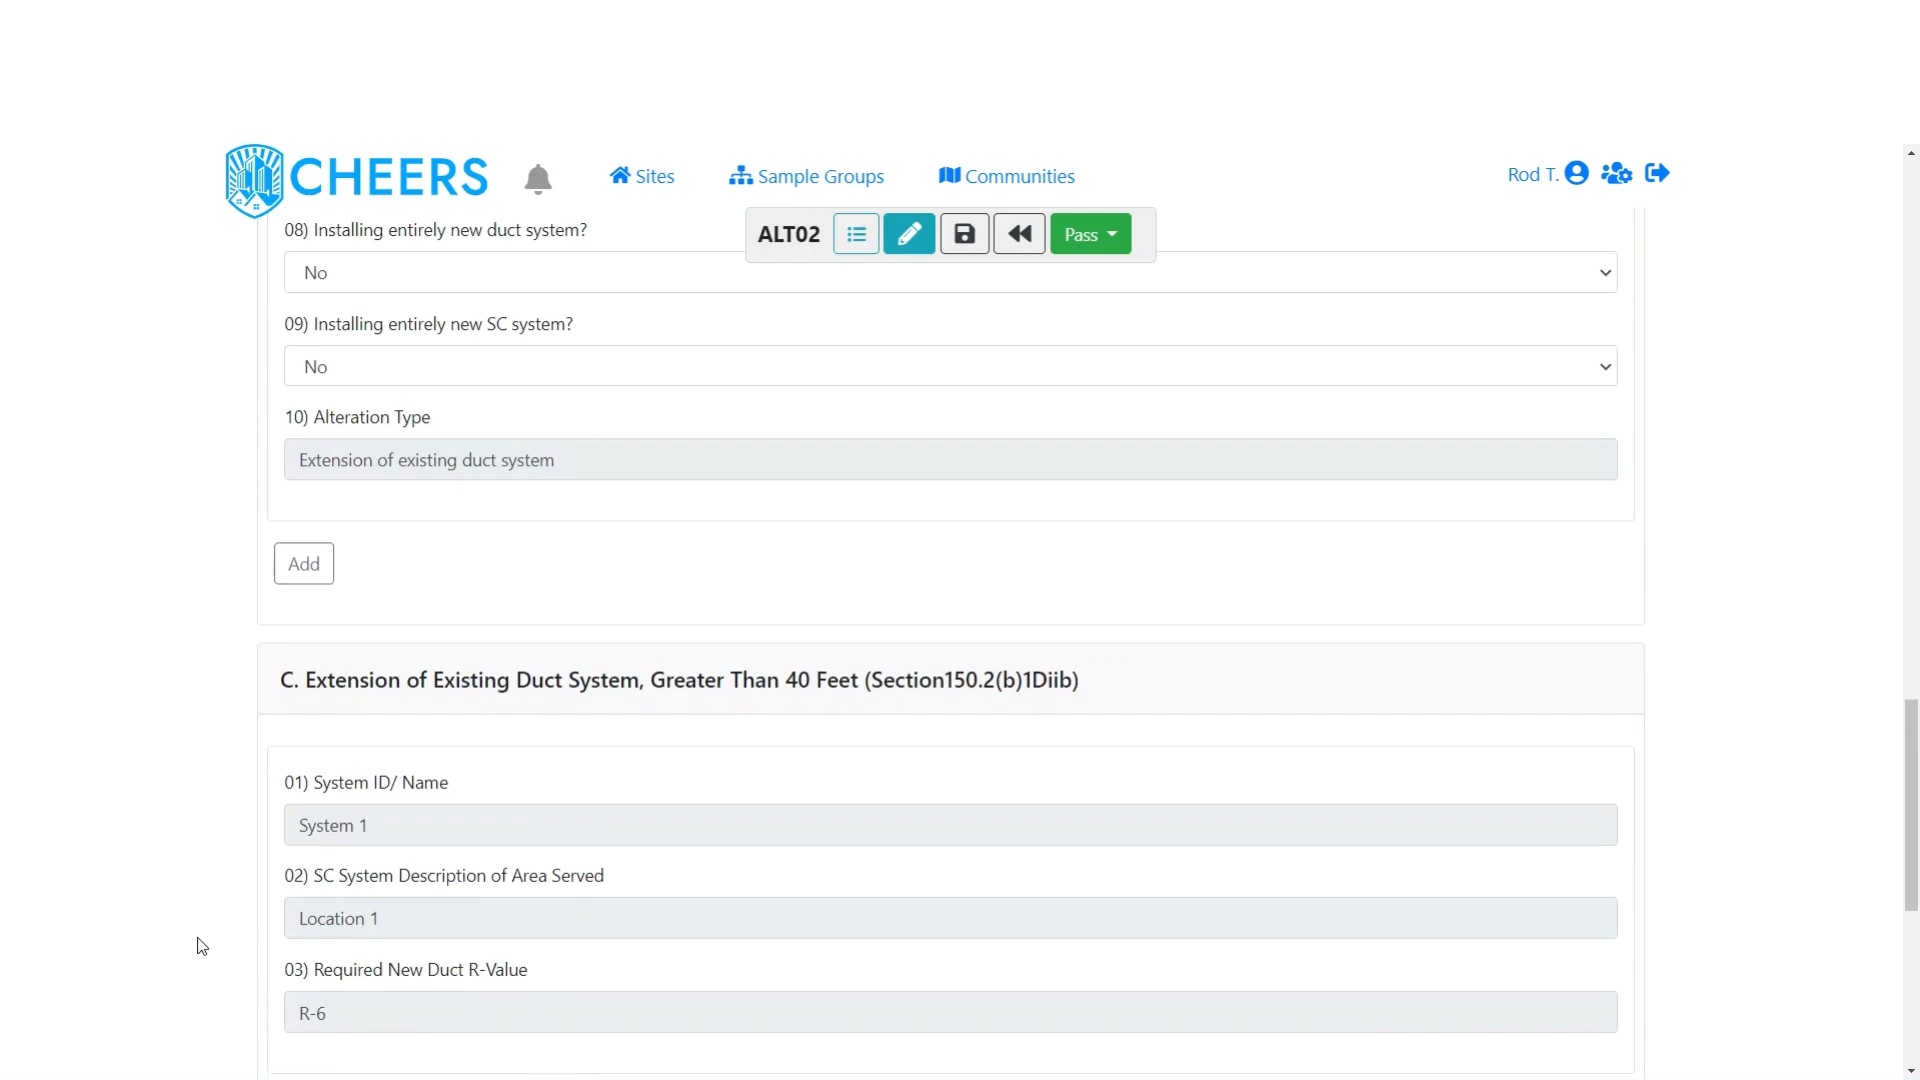 CHEERS
Sites
Sample Groups
Communities
Rod T.
08) Installing entirely new duct system?
ALT02
Pass
No
09) Installing entirely new SC system?
No
10) Alteration Type
Extension of existing duct system
Add
C. Extension of Existing Duct System, Greater Than 40 Feet (Section150.2(b)1Diib)
01) System ID/ Name
System 1
02) SC System Description of Area Served
Location 1
03) Required New Duct R-Value
R-6